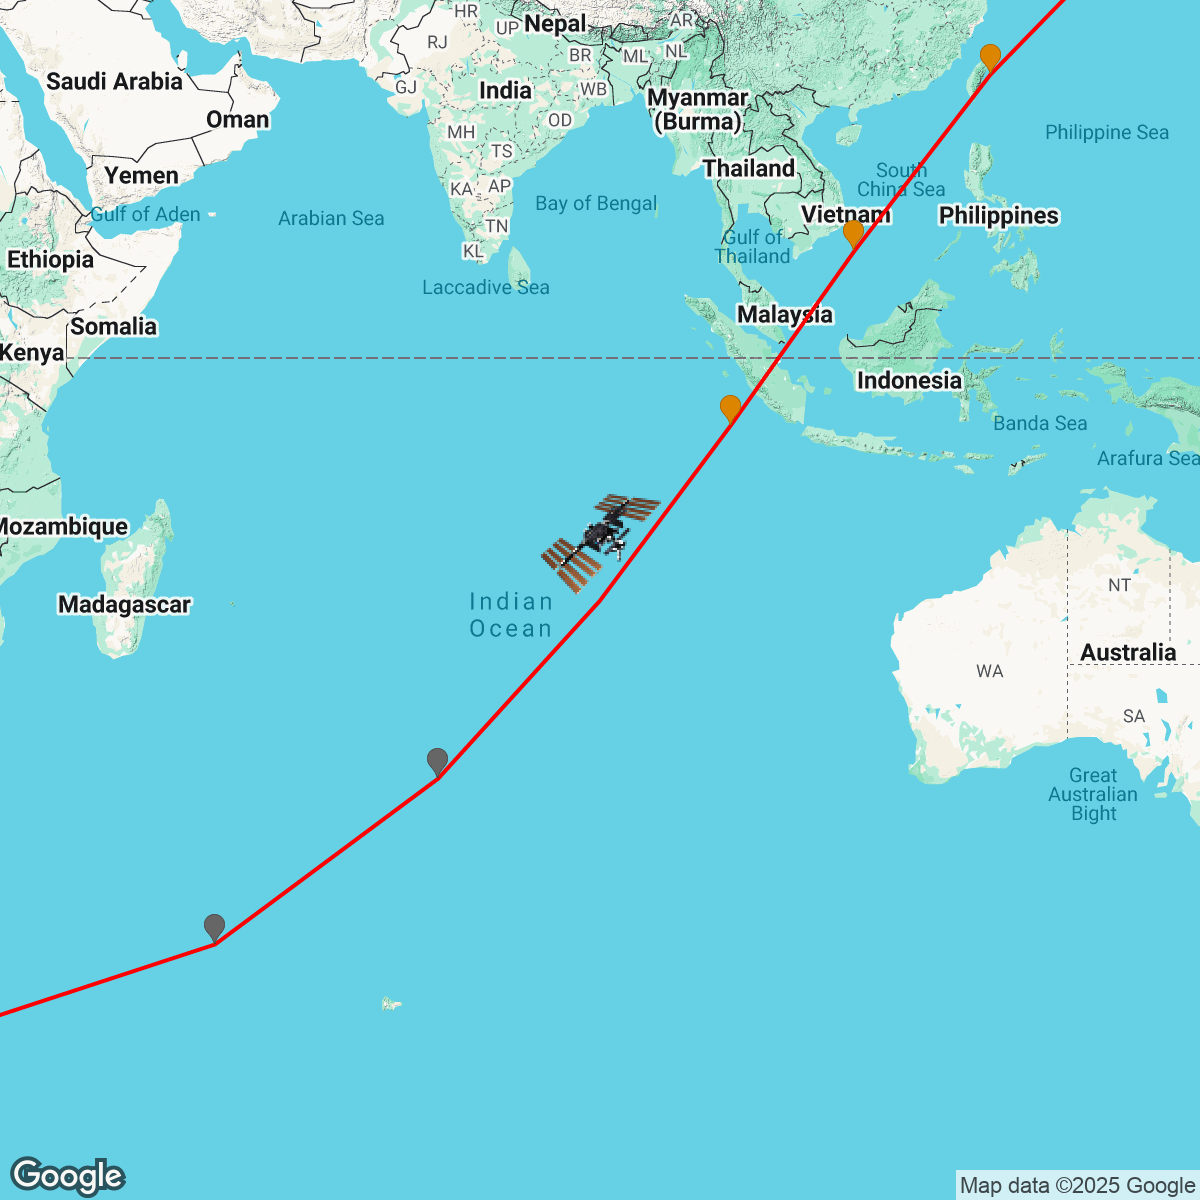 HR
Nepal
AR
UP
RJ
BR
ML
NL
Saudi Arabia
GJ
India
WB
Myanmar
(Burma)
Oman
OD
MH
TS
Philippine Sea
Thailand
Yemen
South
China Sea
KA
AP
Bay of Bengal
Gulf of Aden
Arabian Sea
Vietnam
Philippines
TN
Gulf of
Thailand
KL
Ethiopia
Laccadive Sea
Malaysia
Somalia
Kenya
Indonesia
Banda Sea
Arafura Sea
Mozambique
NT
Indian
Ocean
Madagascar
Australia
WA
SA
Great
Australian
Bight
Google
Map data ©2025 Google